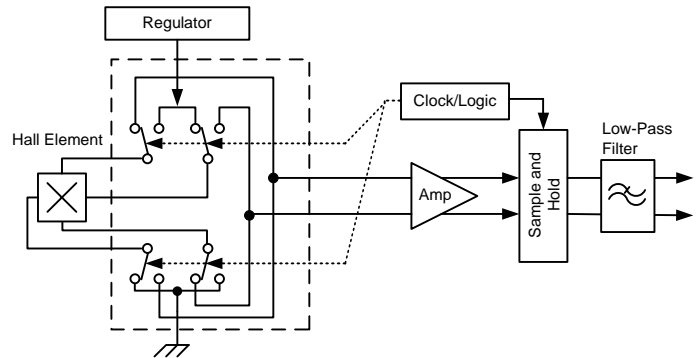 Regulator
Clock/Logic
Hall Element
Low-Pass
Filter
Amp
Sample and
Hold